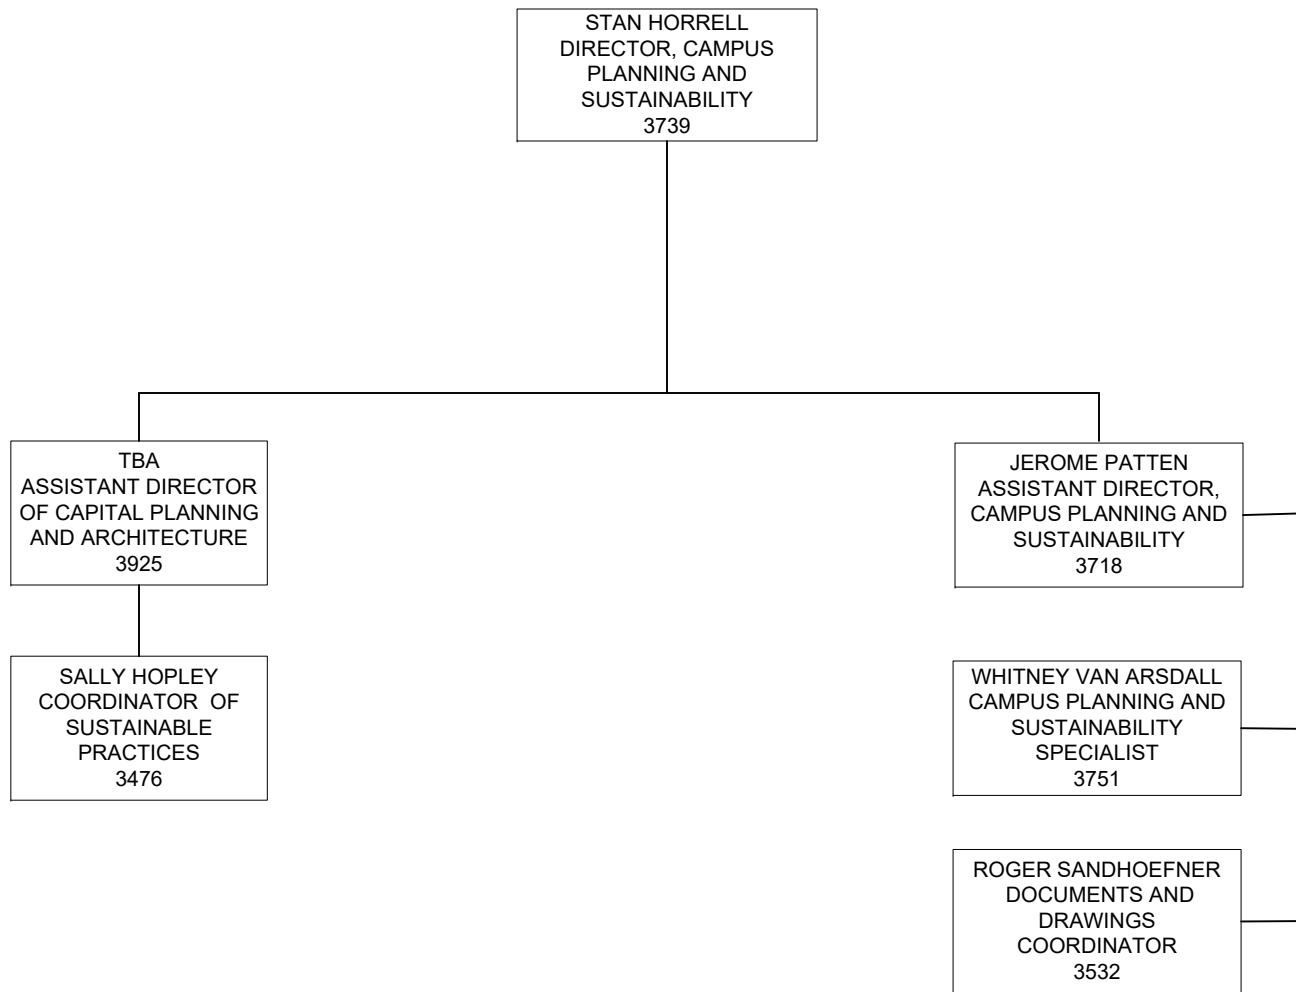 STAN HORRELL
DIRECTOR, CAMPUS
PLANNING AND
SUSTAINABILITY
3739
TBA
ASSISTANT DIRECTOR
OF CAPITAL PLANNING
AND ARCHITECTURE
3925
JEROME PATTEN
ASSISTANT DIRECTOR,
CAMPUS PLANNING AND
SUSTAINABILITY
3718
SALLY HOPLEY
COORDINATOR OF
SUSTAINABLE
PRACTICES
3476
WHITNEY VAN ARSDALL
CAMPUS PLANNING AND
SUSTAINABILITY
SPECIALIST
3751
ROGER SANDHOEFNER
DOCUMENTS AND
DRAWINGS
COORDINATOR
3532